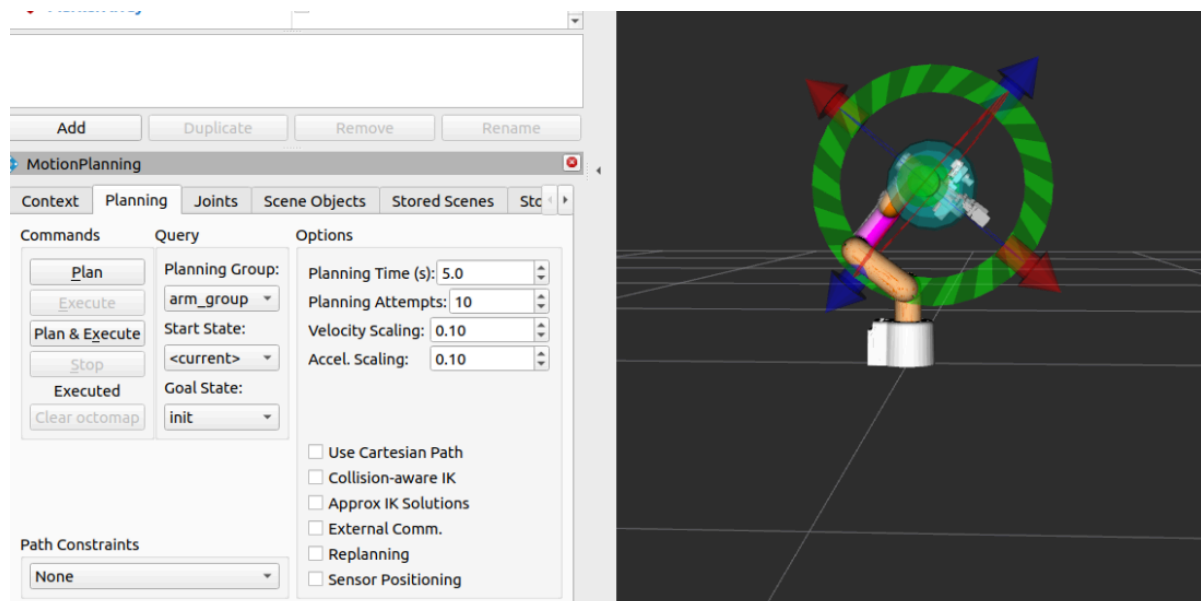 Add Duplicate Remove Rename
MotionPlanning
Context Planning Joints Scene Objects Stored Scenes Stc
Commands
Plan
Execute
Plan & Execute
Stop
Executed
Clear octomap
Query
Planning Group:
arm_group
Start State:
<current>
Goal State:
init
Options
Planning Time (s): 5.0
Planning Attempts: 10
Velocity Scaling: 0.10
Accel. Scaling: 0.10
Use Cartesian Path
Collision-aware IK
Approx IK Solutions
External Comm.
Replanning
Sensor Positioning
Path Constraints
None